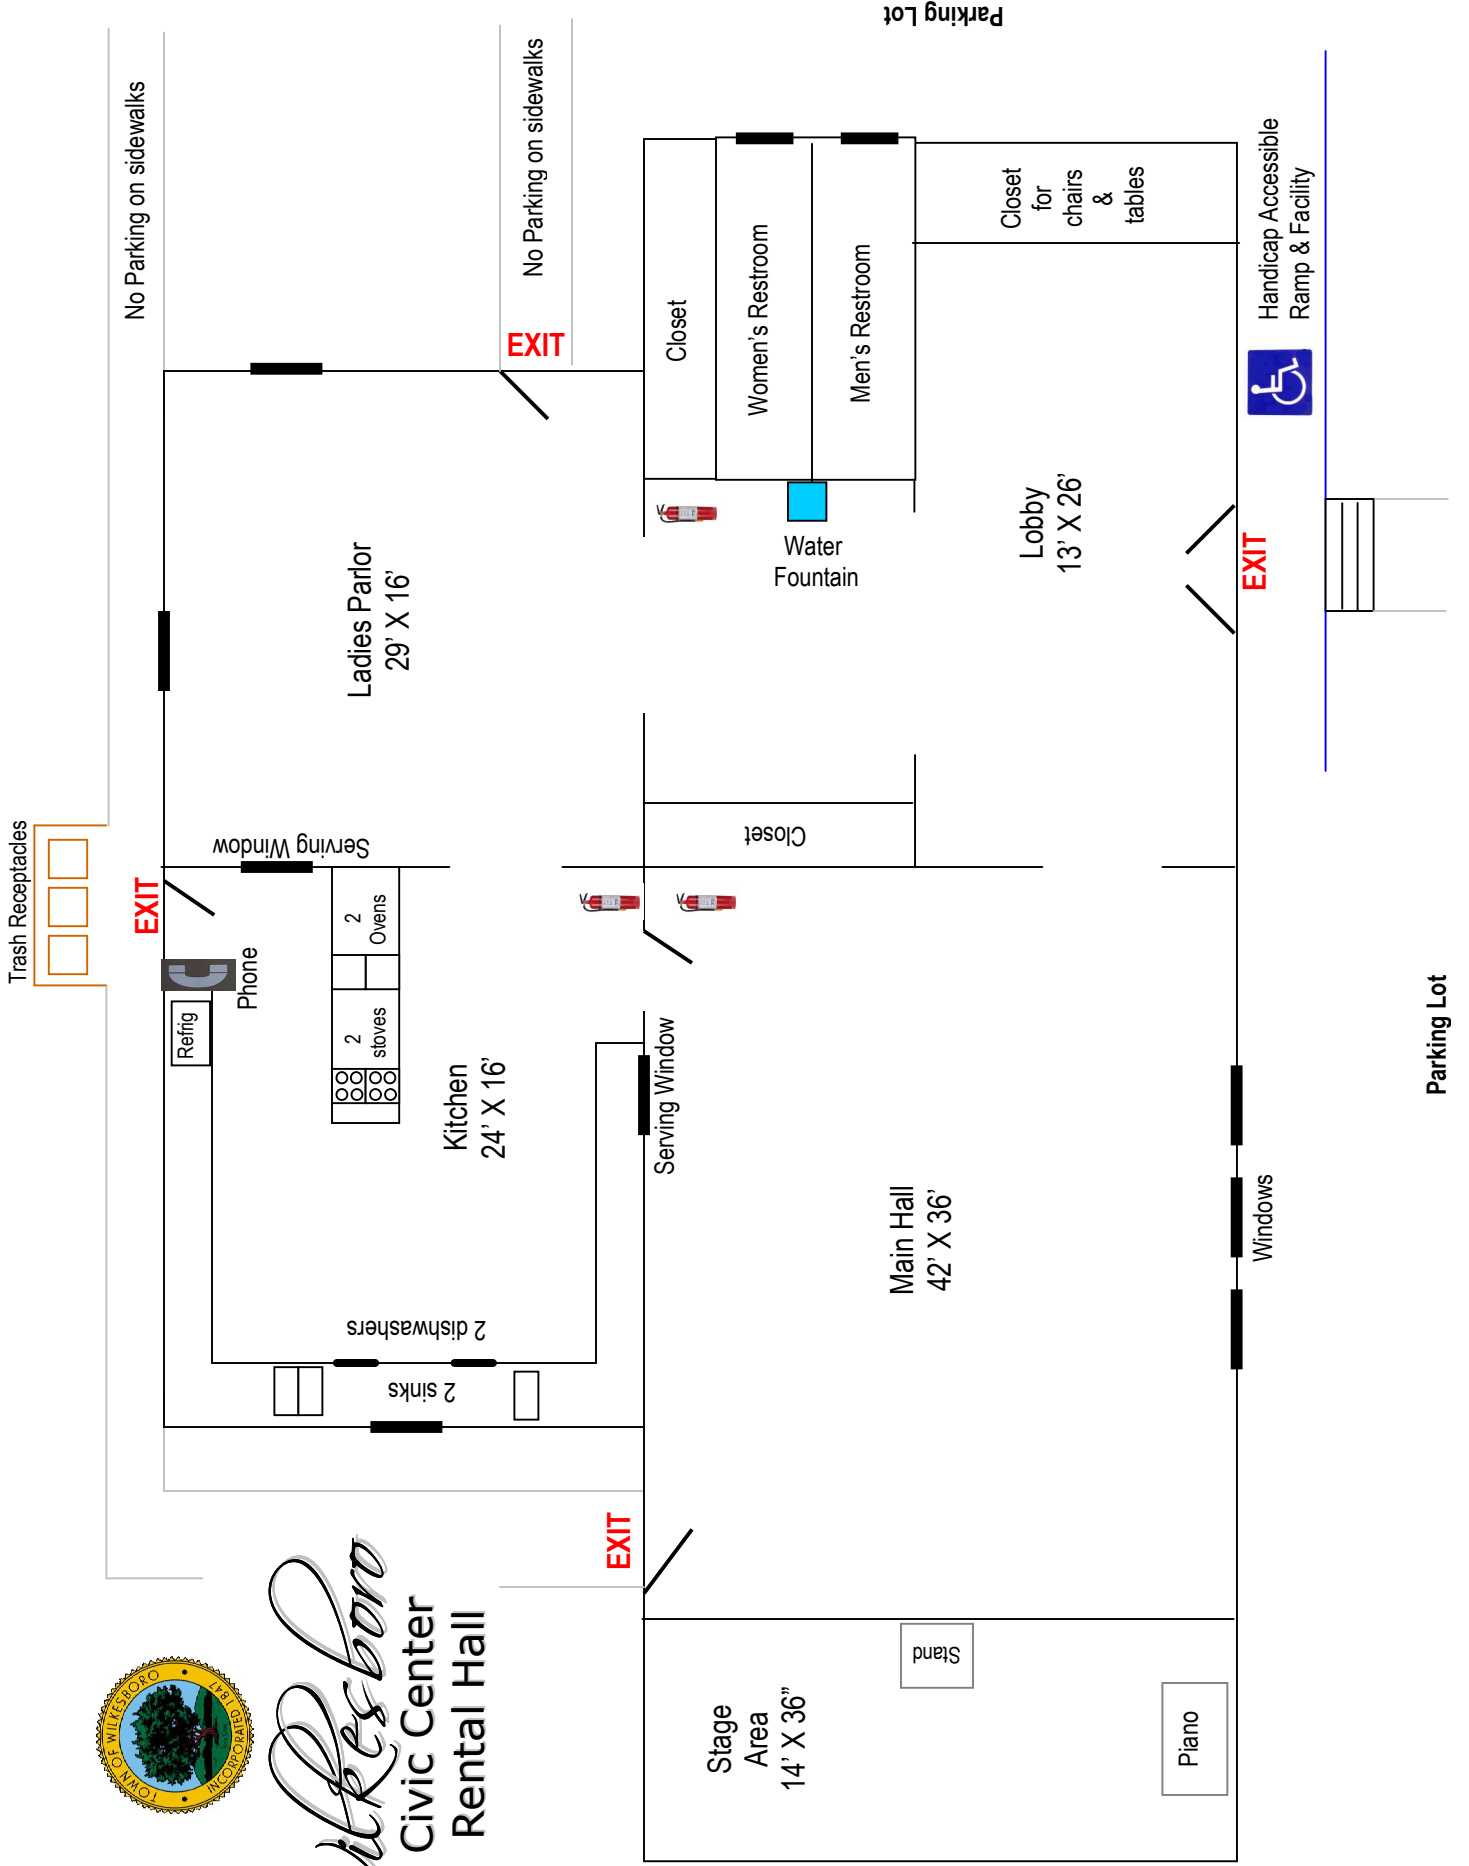 Parking Lot
No Parking on sidewalks
No Parking on sidewalks
EXIT
Closet
Women's Restroom
Men's Restroom
Closet
for
chairs
&
tables
Handicap Accessible
Ramp & Facility
Ladies Parlor
29' X 16'
Water
Fountain
Lobby
13' X 26'
EXIT
Trash Receptacles
EXIT
Serving Window
Closet
Phone
Refrig
2
Ovens
2
stoves
Kitchen
24' X 16'
Serving Window
2 dishwashers
2 sinks
Main Hall
42' X 36'
Windows
Parking Lot
EXIT
Stage
Area
14' X 36”
Stand
Piano
TOWN OF WILKESBORO
INCORPORATED 1847
Wilkesboro
Civic Center
Rental Hall